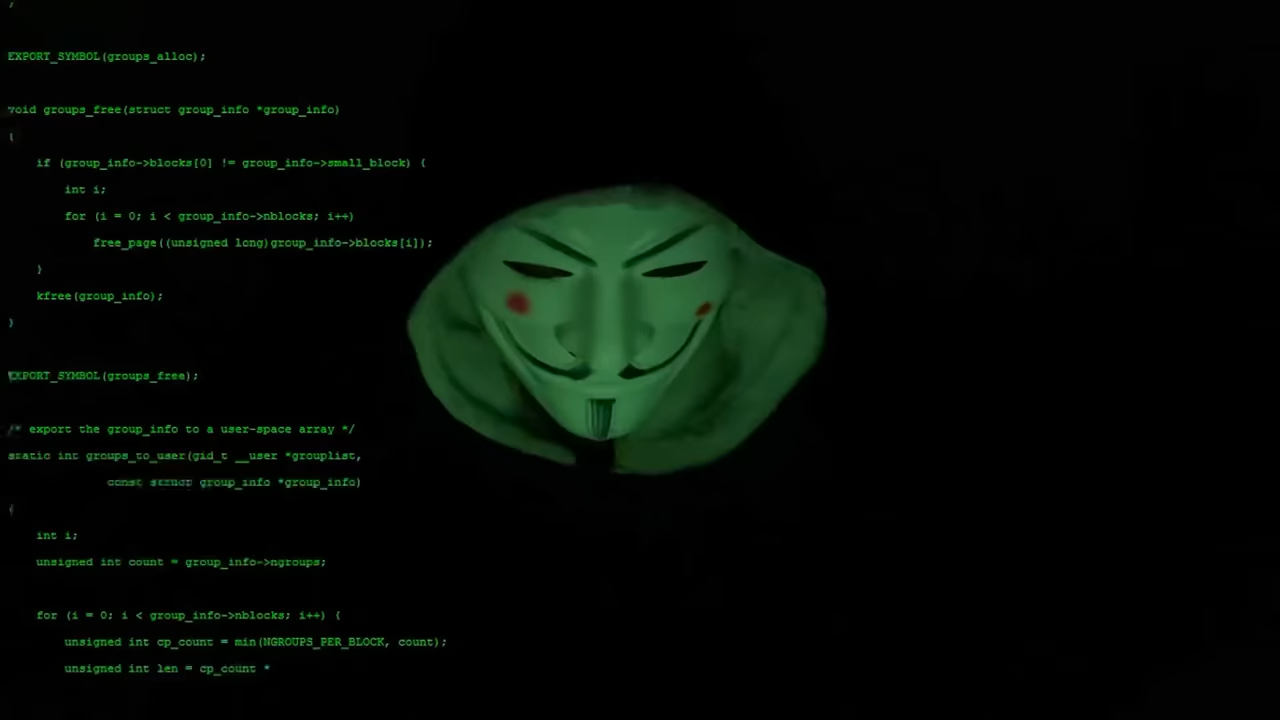 ;
EXPORT_SYMBOL(groups_alloc);
void groups_free(struct group_info *group_info)
{
if (group_info->blocks[0] != group_info->small_block) {
int i;
for (i = 0; i < group_info->nblocks; i++)
free_page((unsigned long)group_info->blocks[i]);
}
kfree(group_info);
}
EXPORT_SYMBOL(groups_free);
/* export the group_info to a user-space array */
static int groups_to_user(gid_t __user *grouplist,
const struct group_info *group_info)
{
int i;
unsigned int count = group_info->ngroups;
for (i = 0; i < group_info->nblocks; i++) {
unsigned int cp_count = min(NGROUPS_PER_BLOCK, count);
unsigned int len = cp_count *